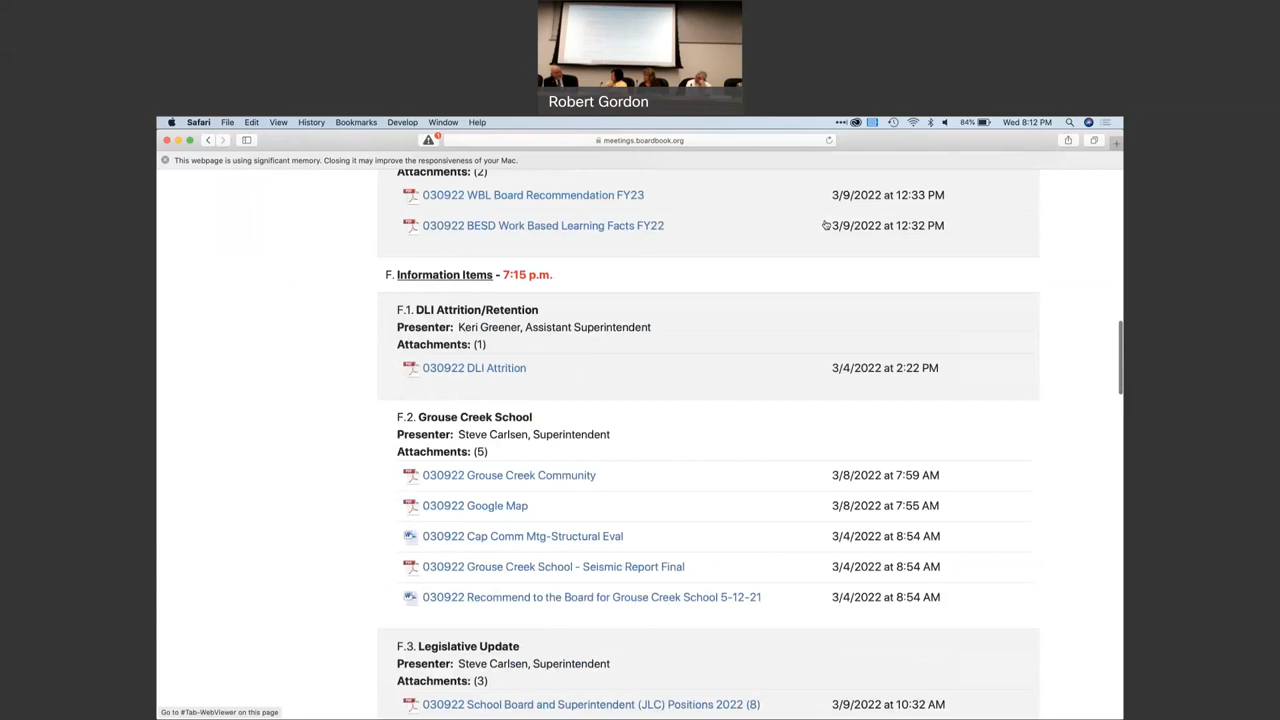 Robert Gordon
Safari File Edit View History Bookmarks Develop Window Help 84% Wed 8:12 PM
1 meetings.boardbook.org
This webpage is using significant memory. Closing it may improve the responsiveness of your Mac.
Attachments: (2)
030922 WBL Board Recommendation FY23 3/9/2022 at 12:33 PM
030922 BESD Work Based Learning Facts FY22 3/9/2022 at 12:32 PM
F. Information Items - 7:15 p.m.
F.1. DLI Attrition/Retention
Presenter: Keri Greener, Assistant Superintendent
Attachments: (1)
030922 DLI Attrition 3/4/2022 at 2:22 PM
F.2. Grouse Creek School
Presenter: Steve Carlsen, Superintendent
Attachments: (5)
030922 Grouse Creek Community 3/8/2022 at 7:59 AM
030922 Google Map 3/8/2022 at 7:55 AM
030922 Cap Comm Mtg-Structural Eval 3/4/2022 at 8:54 AM
030922 Grouse Creek School - Seismic Report Final 3/4/2022 at 8:54 AM
030922 Recommend to the Board for Grouse Creek School 5-12-21 3/4/2022 at 8:54 AM
F.3. Legislative Update
Presenter: Steve Carlsen, Superintendent
Attachments: (3)
030922 School Board and Superintendent (JLC) Positions 2022 (8) 3/9/2022 at 10:32 AM
Go to #Tab-WebViewer on this page